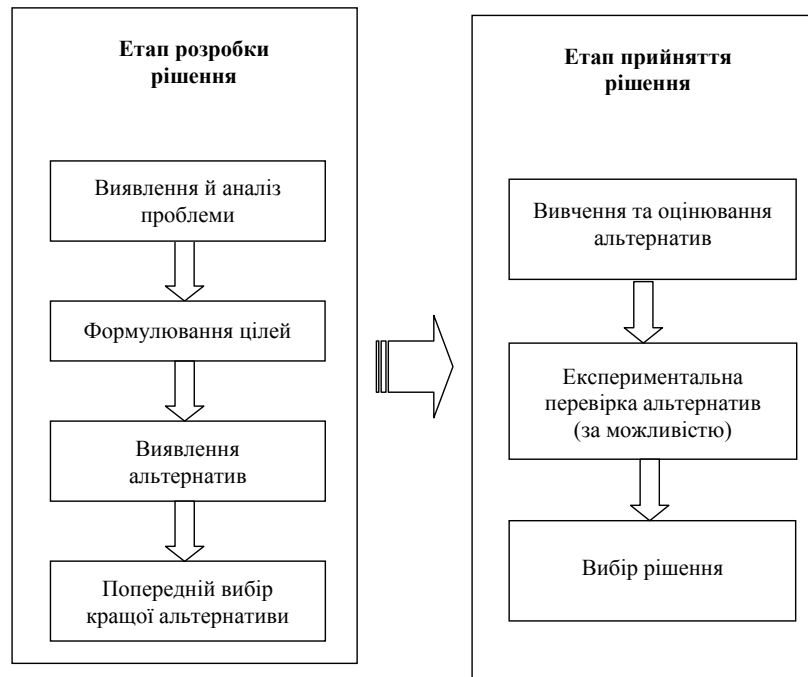 Етап розробки
рішення
Виявлення й аналіз
проблеми
Формулювання цілей
Виявлення
альтернатив
Попередній вибір
кращої альтернативи
Етап прийняття
рішення
Вивчення та оцінювання
альтернатив
Експериментальна
перевірка альтернатив
(за можливістю)
Вибір рішення